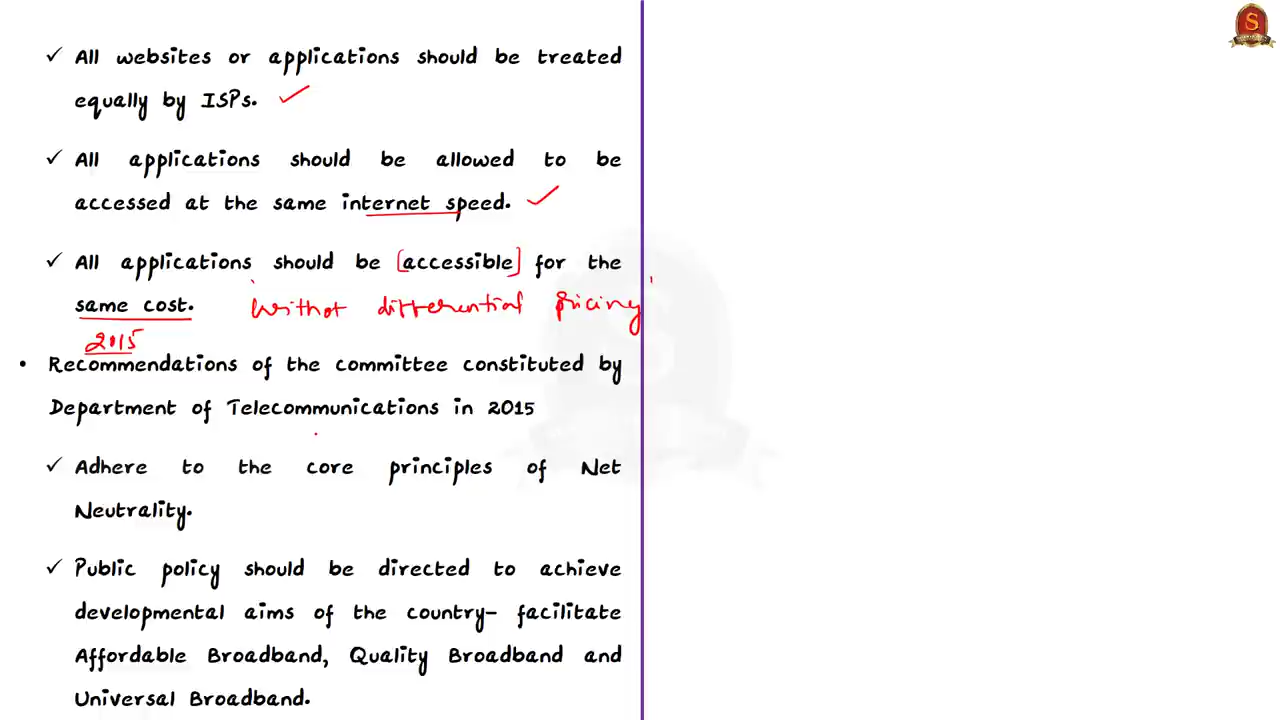 ✓ All websites or applications should be treated
equally by ISPs. ✓
✓ All applications should be allowed to be
accessed at the same internet speed. ✓
✓ All applications should be [accessible] for the
same cost. 'Withot differential pricing'
2015
• Recommendations of the committee constituted by
Department of Telecommunications in 2015
✓ Adhere to the core principles of Net
Neutrality.
✓ Public policy should be directed to achieve
developmental aims of the country- facilitate
Affordable Broadband, Quality Broadband and
Universal Broadband.
S